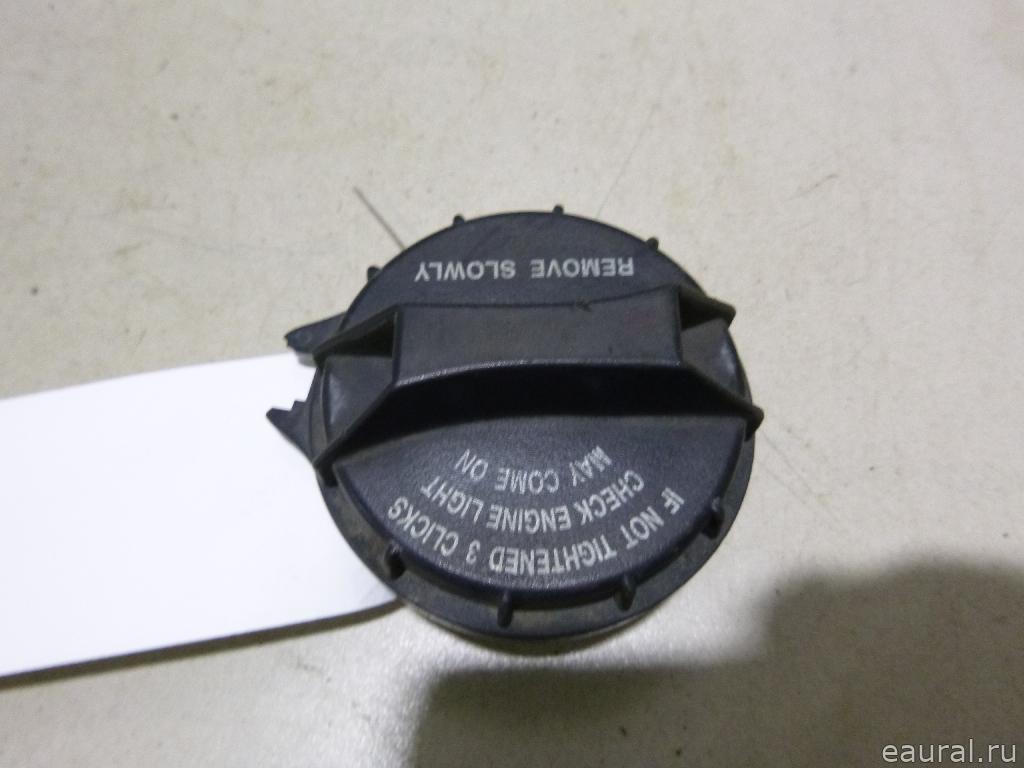 IF NOT TIGHTENED 3 CLICKS
CHECK ENGINE LIGHT
MAY COME ON
REMOVE SLOWLY
eaural.ru